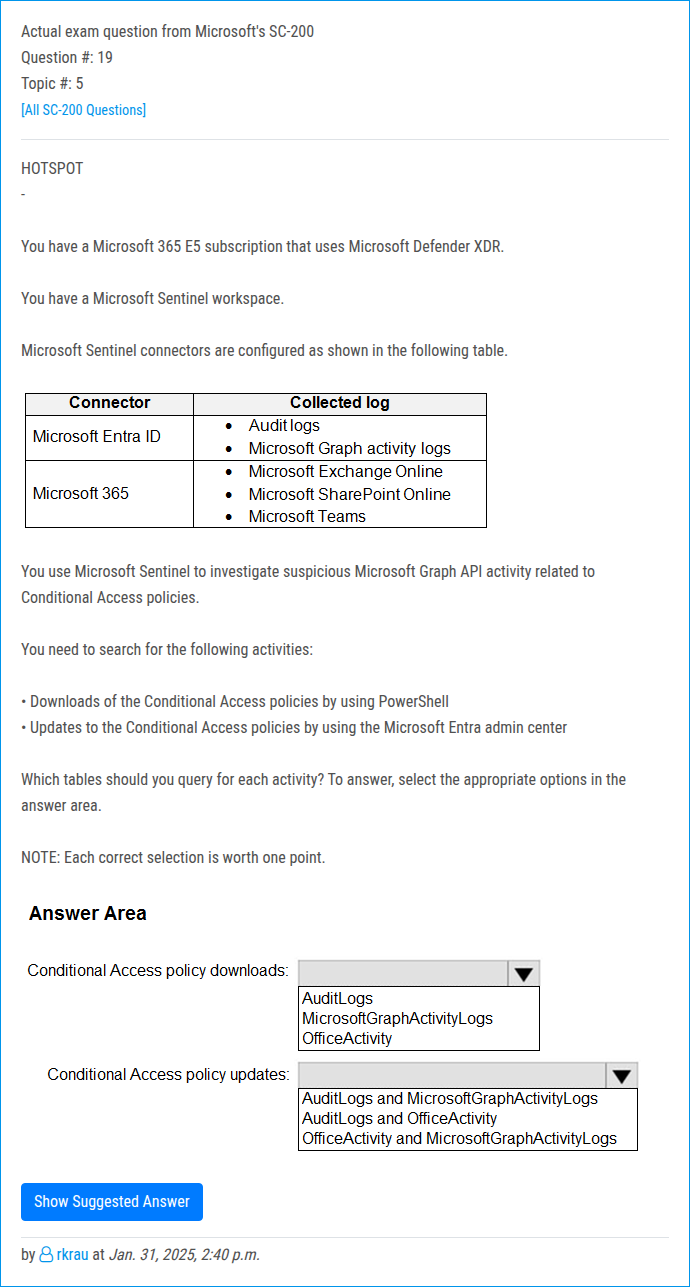 Actual exam question from Microsoft's SC-200
Question #: 19
Topic #: 5
[All SC-200 Questions]
HOTSPOT
-
You have a Microsoft 365 E5 subscription that uses Microsoft Defender XDR.
You have a Microsoft Sentinel workspace.
Microsoft Sentinel connectors are configured as shown in the following table.
Connector Collected log
Microsoft Entra ID
• Audit logs
• Microsoft Graph activity logs
Microsoft 365
• Microsoft Exchange Online
• Microsoft SharePoint Online
• Microsoft Teams
You use Microsoft Sentinel to investigate suspicious Microsoft Graph API activity related to
Conditional Access policies.
You need to search for the following activities:
• Downloads of the Conditional Access policies by using PowerShell
• Updates to the Conditional Access policies by using the Microsoft Entra admin center
Which tables should you query for each activity? To answer, select the appropriate options in the
answer area.
NOTE: Each correct selection is worth one point.
Answer Area
Conditional Access policy downloads:
AuditLogs
MicrosoftGraphActivityLogs
OfficeActivity
Conditional Access policy updates:
AuditLogs and MicrosoftGraphActivityLogs
AuditLogs and OfficeActivity
OfficeActivity and MicrosoftGraphActivityLogs
Show Suggested Answer
by rkrau at Jan. 31, 2025, 2:40 p.m.